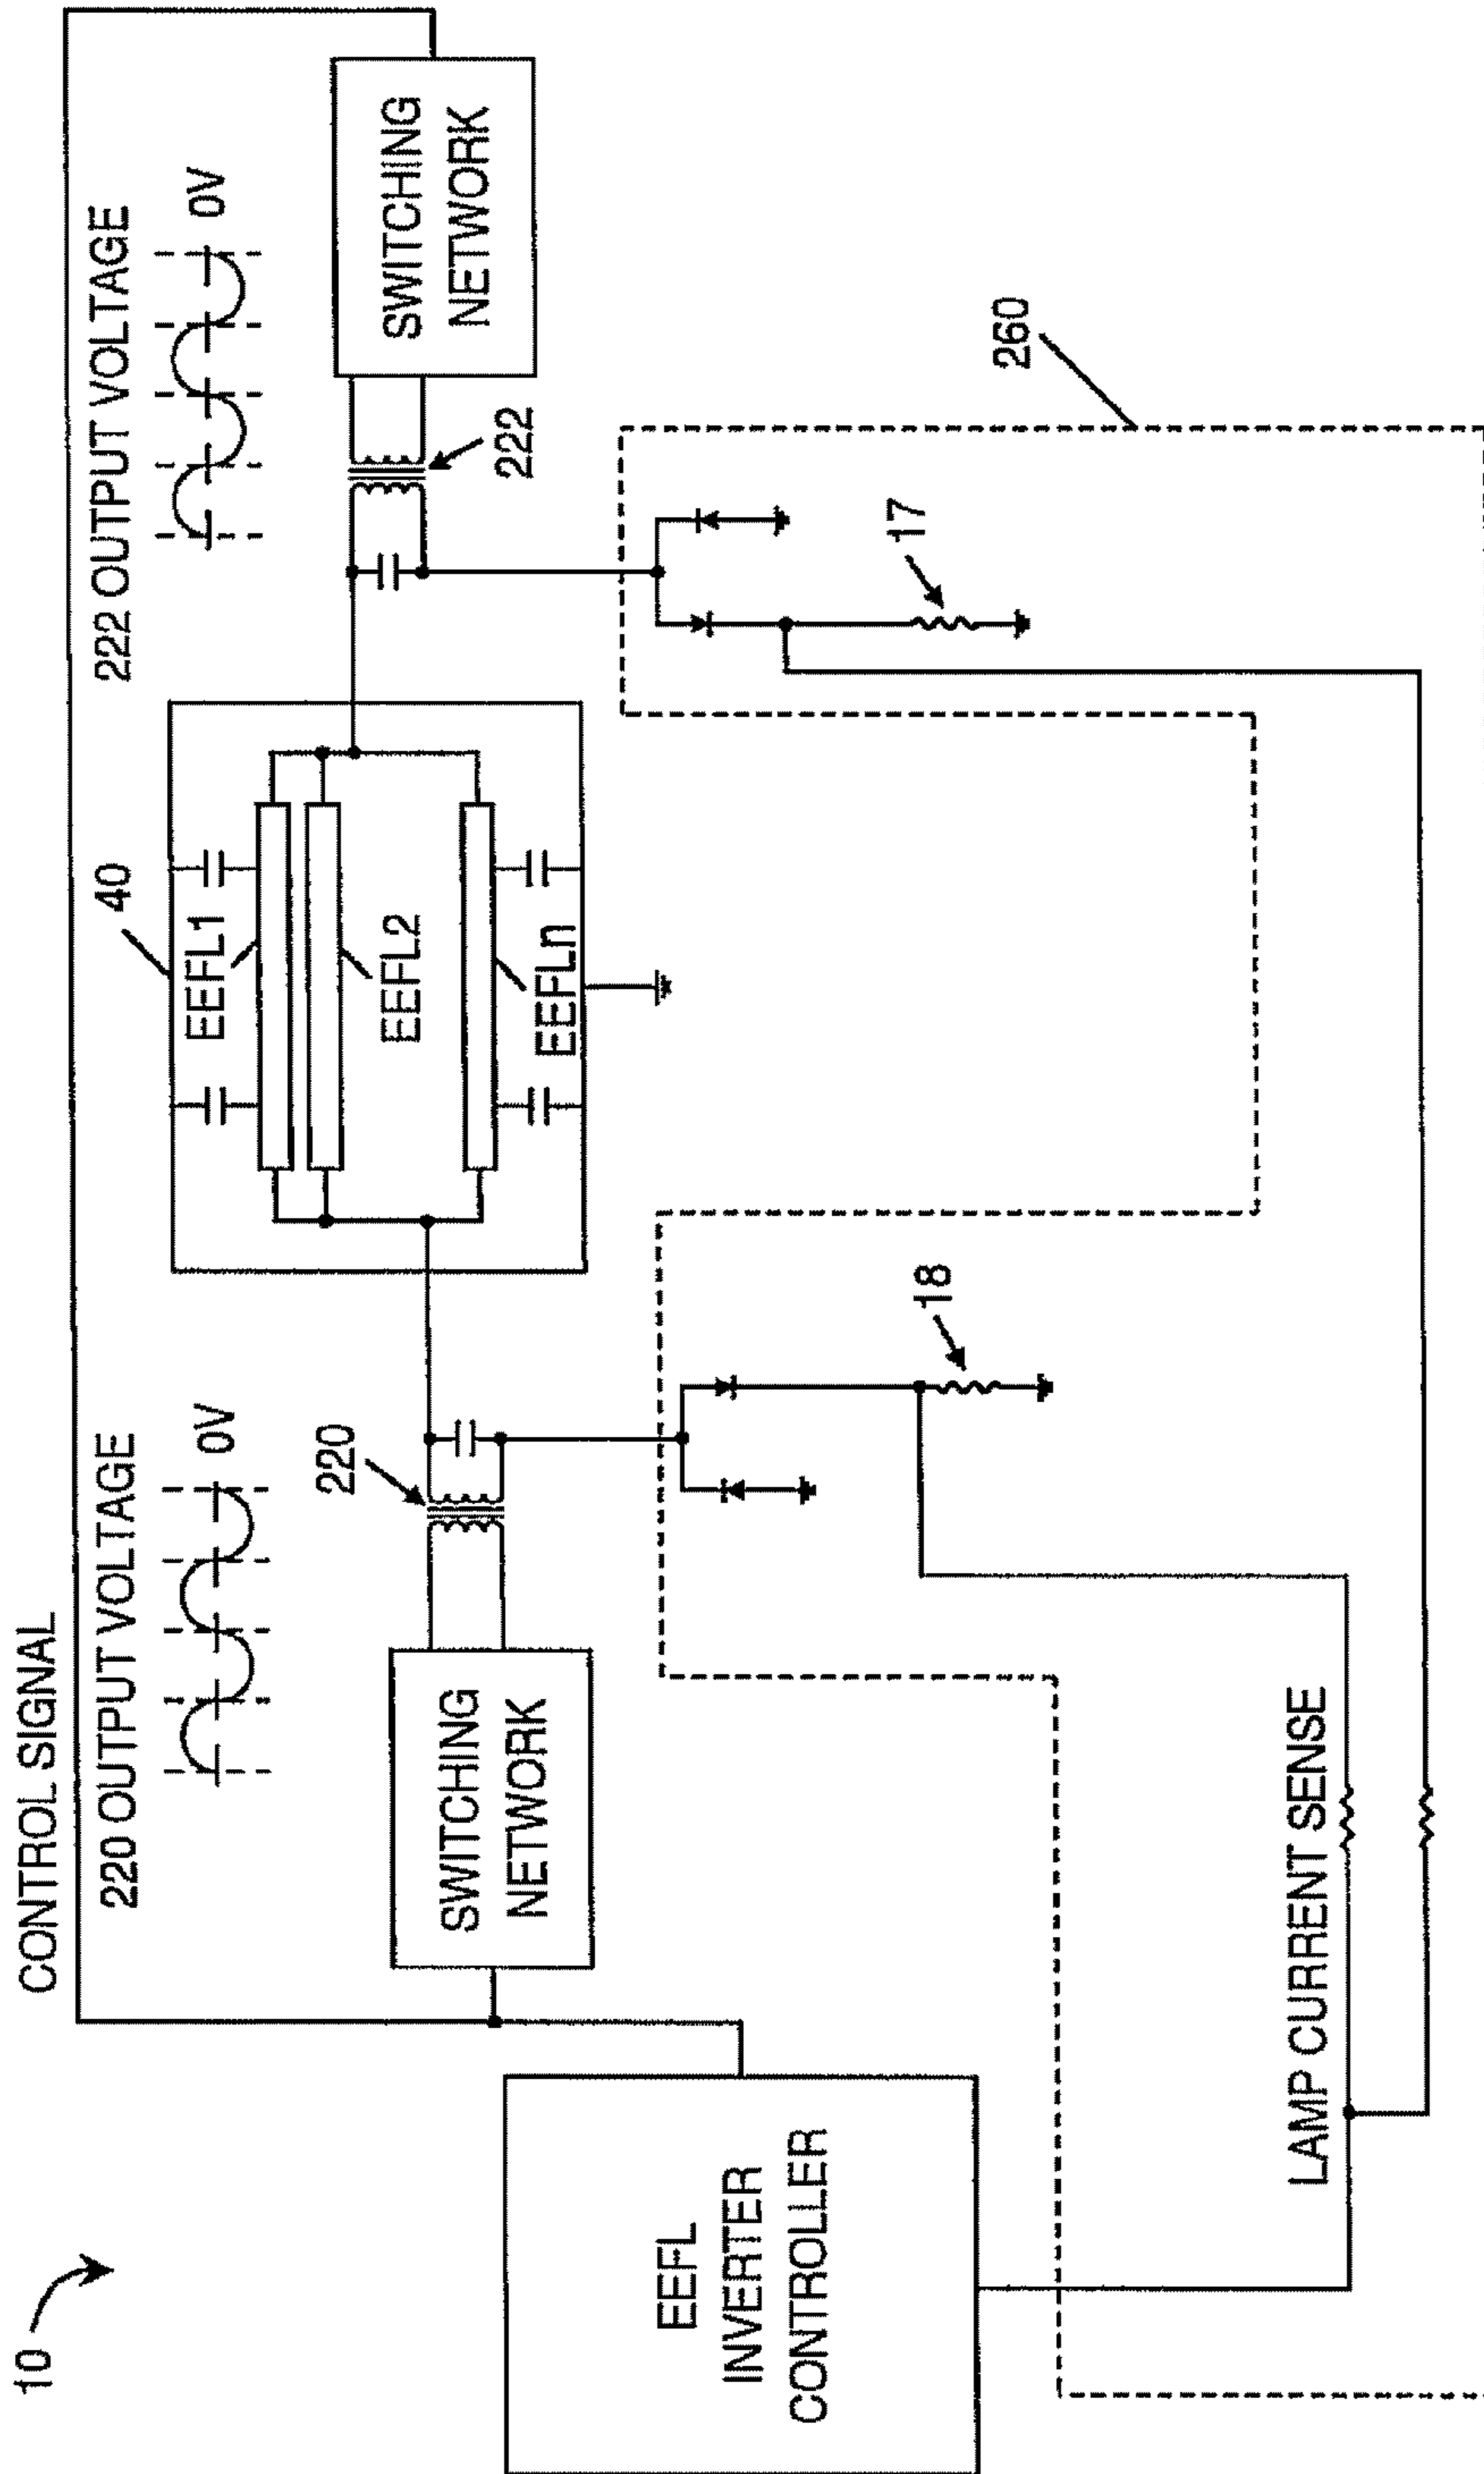 10
CONTROL SIGNAL
220 OUTPUT VOLTAGE
0V
222 OUTPUT VOLTAGE
0V
40
EEFL1
EEFL2
EEFLn
220
222
SWITCHING
NETWORK
SWITCHING
NETWORK
EEFL
INVERTER
CONTROLLER
18
17
260
LAMP CURRENT SENSE